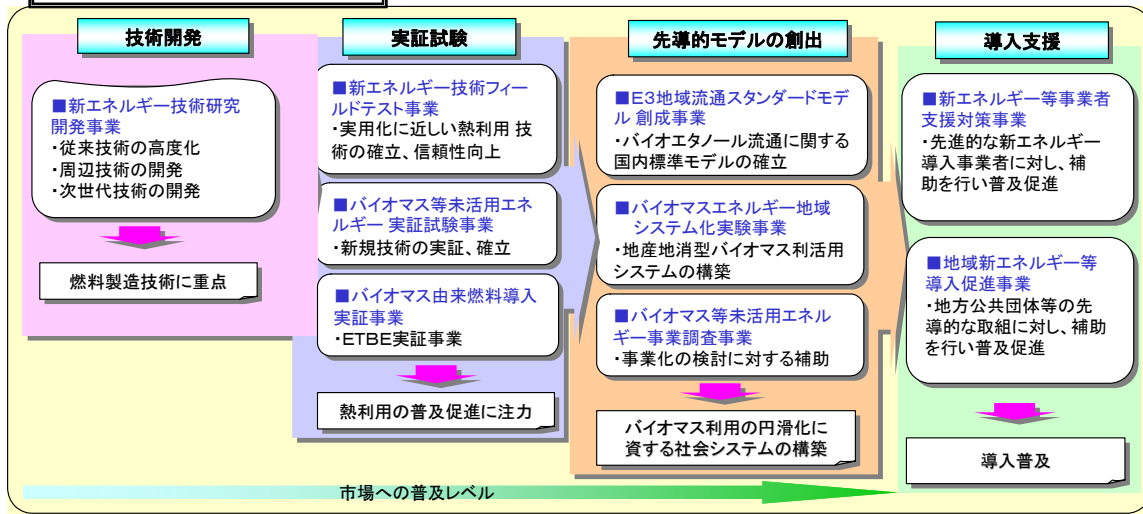 技術開発
■新エネルギー技術研究
開発事業
・従来技術の高度化
・周辺技術の開発
・次世代技術の開発
燃料製造技術に重点
実証試験
■新エネルギー技術フィー
ルドテスト事業
・実用化に近しい熱利用 技
術の確立、信頼性向上
■バイオマス等未活用エネ
ルギー 実証試験事業
・新規技術の実証、確立
■バイオマス由来燃料導入
実証事業
・ETBE実証事業
熱利用の普及促進に注力
先導的モデルの創出
■E3地域流通スタンダードモデ
ル 創成事業
・バイオエタノール流通に関する
国内標準モデルの確立
■バイオマスエネルギー地域
システム化実験事業
・地産地消型バイオマス利活用
システムの構築
■バイオマス等未活用エネル
ギー事業調査事業
・事業化の検討に対する補助
バイオマス利用の円滑化に
資する社会システムの構築
導入支援
■新エネルギー等事業者
支援対策事業
・先進的な新エネルギー
導入事業者に対し、補
助を行い普及促進
■地域新エネルギー等
導入促進事業
・地方公共団体等の先
導的な取組に対し、補助
を行い普及促進
導入普及
市場への普及レベル